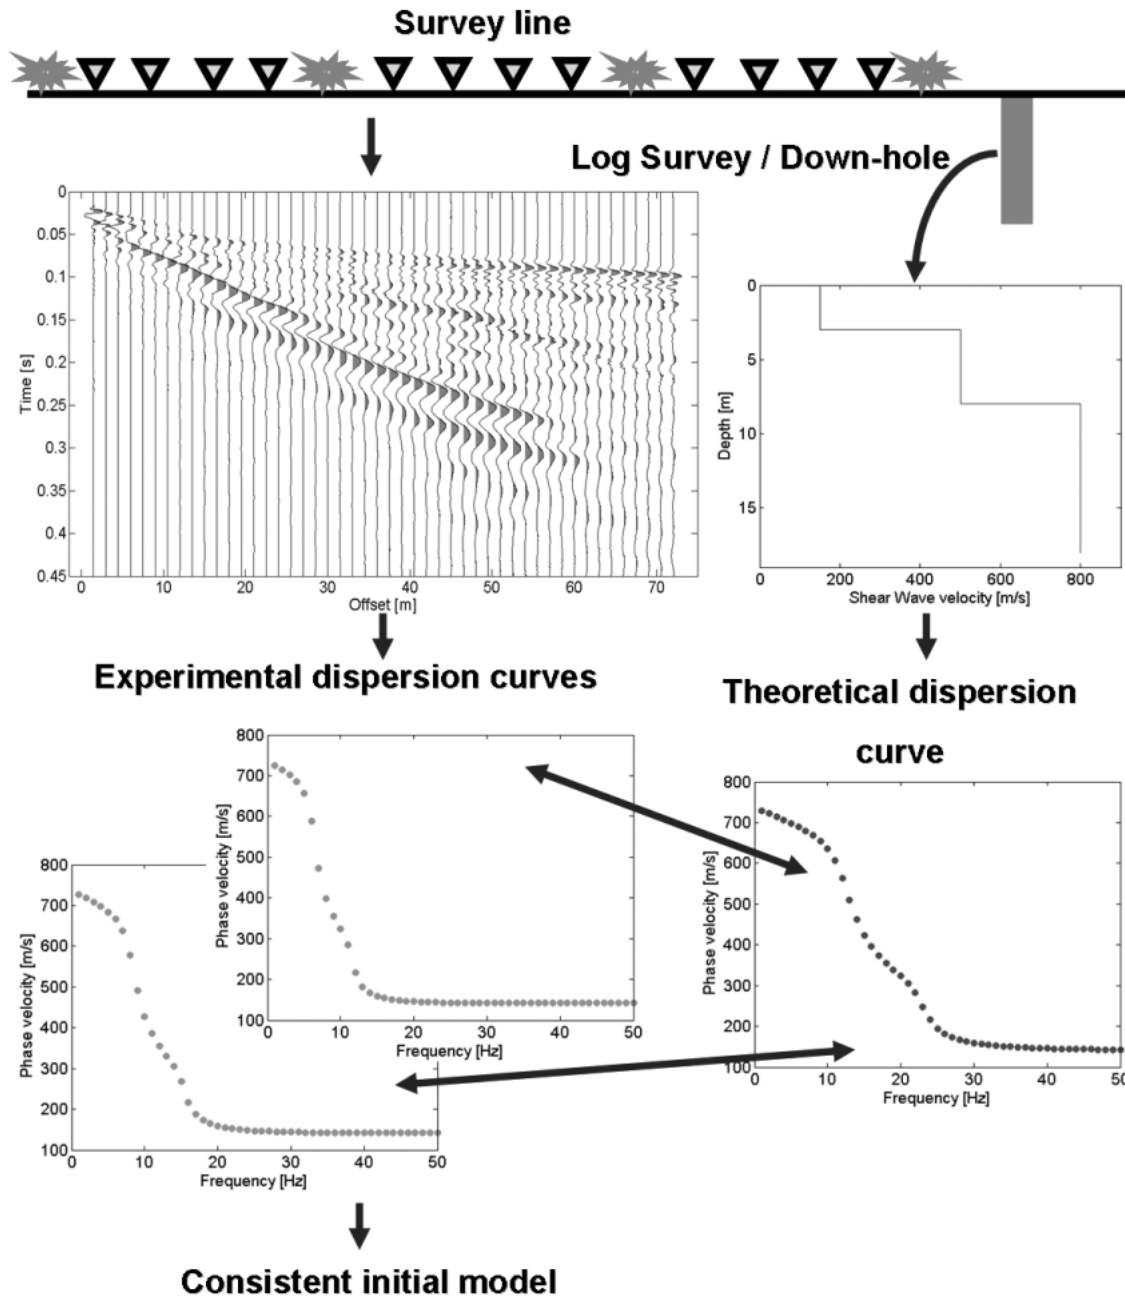 Survey line
Log Survey / Down-hole
0
0.05
0.1
0.15
0.2
0.25
0.3
0.35
0.4
0.45
Time [s]
0 10 20 30 40 50 60 70
Offset [m]
0
5
10
15
Depth [m]
0 200 400 600 800
Shear Wave velocity [m/s]
Experimental dispersion curves
Theoretical dispersion
curve
800
700
600
500
400
300
200
100
Phase velocity [m/s]
0 10 20 30 40 50
Frequency [Hz]
800
700
600
500
400
300
200
100
Phase velocity [m/s]
0 10 20 30 40 50
Frequency [Hz]
800
700
600
500
400
300
200
100
Phase velocity [m/s]
0 10 20 30 40 50
Frequency [Hz]
Consistent initial model